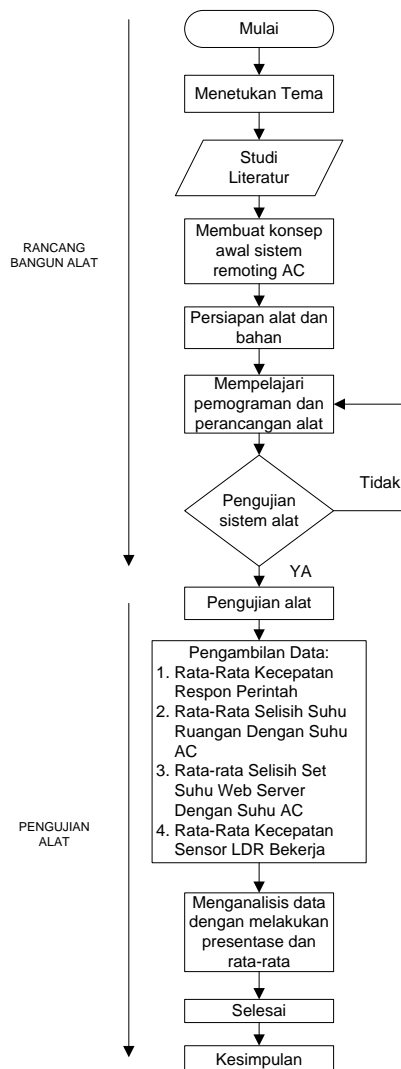 Mulai
Menetukan Tema
Studi
Literatur
RANCANG
BANGUN ALAT
Membuat konsep
awal sistem
remoting AC
Persiapan alat dan
bahan
Mempelajari
pemograman dan
perancangan alat
Pengujian
sistem alat
Tidak
YA
Pengujian alat
Pengambilan Data:
1. Rata-Rata Kecepatan
Respon Perintah
2. Rata-Rata Selisih Suhu
Ruangan Dengan Suhu
AC
3. Rata-rata Selisih Set
Suhu Web Server
Dengan Suhu AC
4. Rata-Rata Kecepatan
Sensor LDR Bekerja
PENGUJIAN
ALAT
Menganalisis data
dengan melakukan
presentase dan
rata-rata
Selesai
Kesimpulan